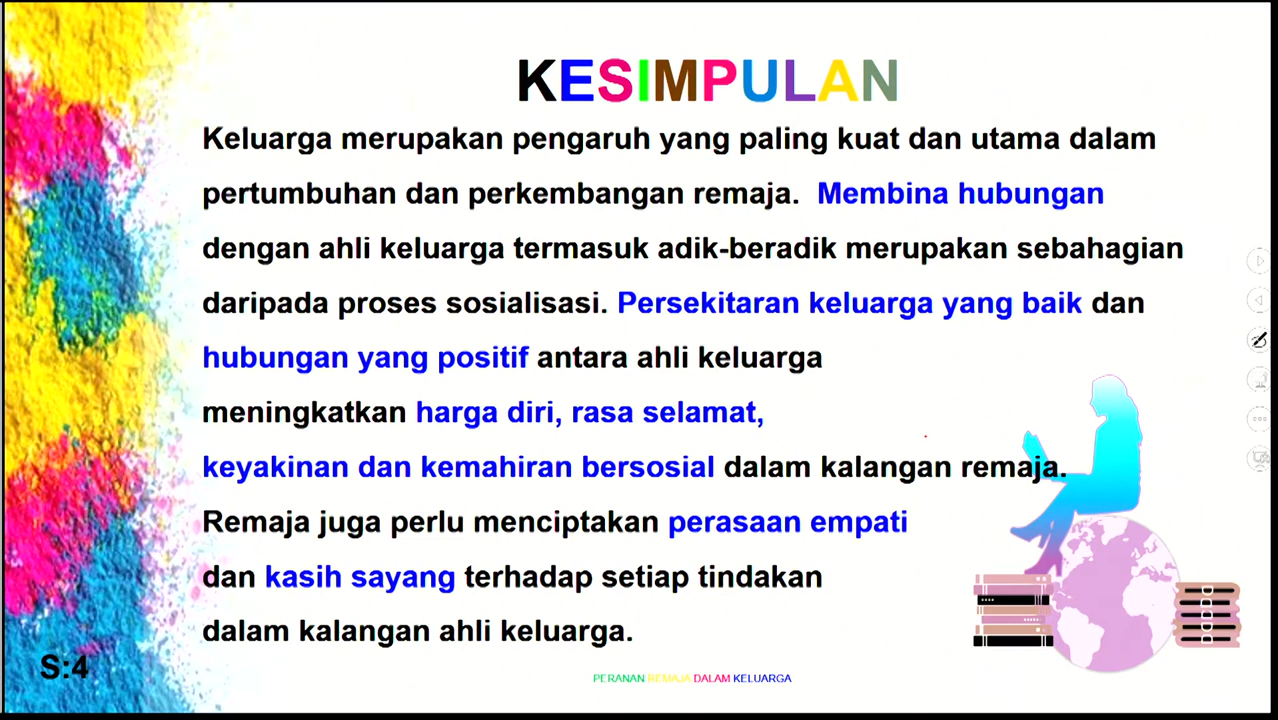 KESIMPULAN
Keluarga merupakan pengaruh yang paling kuat dan utama dalam
pertumbuhan dan perkembangan remaja. Membina hubungan
dengan ahli keluarga termasuk adik-beradik merupakan sebahagian
daripada proses sosialisasi. Persekitaran keluarga yang baik dan
hubungan yang positif antara ahli keluarga
meningkatkan harga diri, rasa selamat,
keyakinan dan kemahiran bersosial dalam kalangan remaja.
Remaja juga perlu menciptakan perasaan empati
dan kasih sayang terhadap setiap tindakan
dalam kalangan ahli keluarga.
S:4
PERANAN REMAJA DALAM KELUARGA